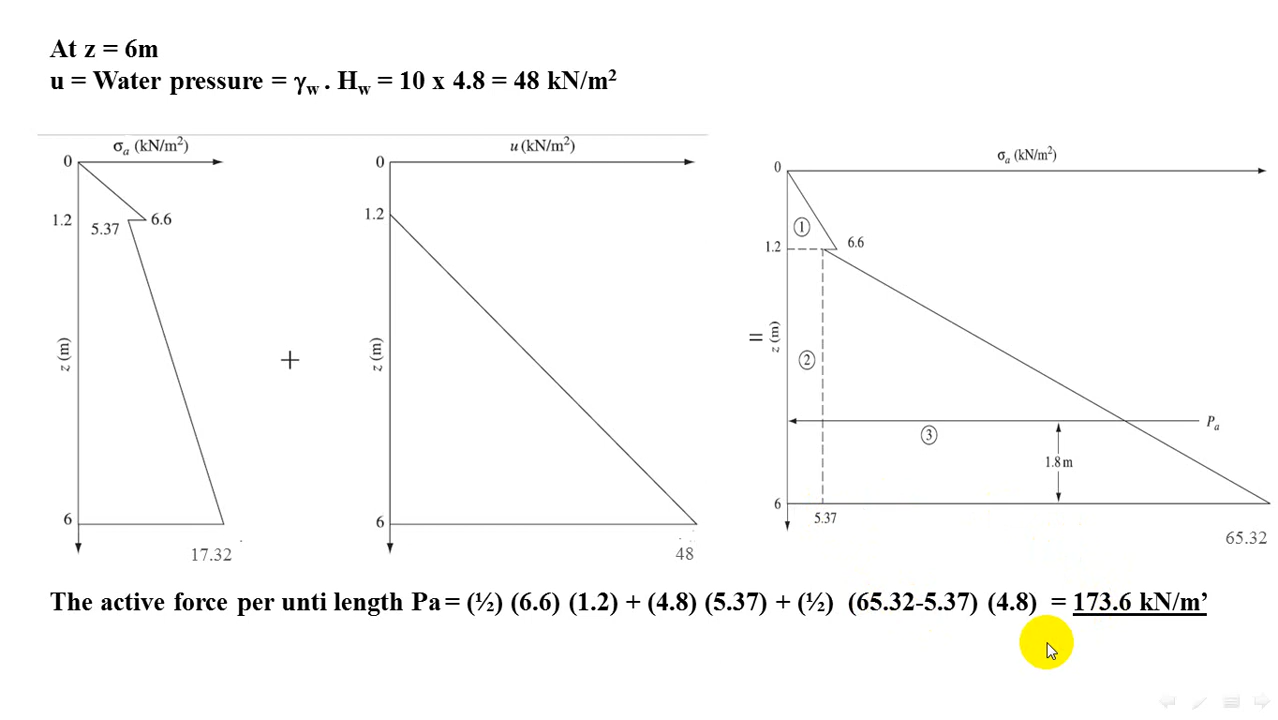 At z = 6m
u = Water pressure = γw . Hw = 10 x 4.8 = 48 kN/m²
σa (kN/m²)
0
1.2
5.37
6.6
z (m)
6
17.32
+
u (kN/m²)
0
1.2
z (m)
6
48
=
σa (kN/m²)
0
①
1.2
6.6
z (m)
②
Pa
③
1.8 m
6
5.37
65.32
The active force per unti length Pa = (½) (6.6) (1.2) + (4.8) (5.37) + (½) (65.32-5.37) (4.8) = 173.6 kN/m’